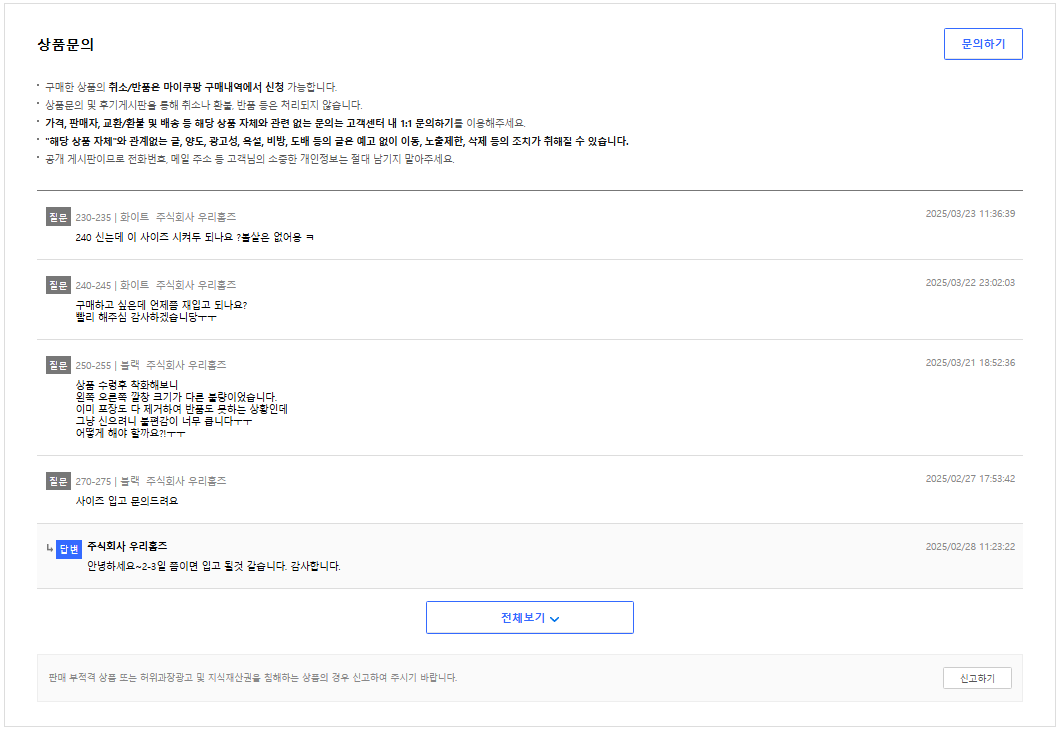 상품문의
문의하기
· 구매한 상품의 취소/반품은 마이쿠팡 구매내역에서 신청 가능합니다.
· 상품문의 및 후기게시판을 통해 취소나 환불, 반품 등은 처리되지 않습니다.
· 가격, 판매자, 교환/환불 및 배송 등 해당 상품 자체와 관련 없는 문의는 고객센터 내 1:1 문의하기를 이용해주세요.
· "해당 상품 자체"와 관계없는 글, 양도, 광고성, 욕설, 비방, 도배 등의 글은 예고 없이 이동, 노출제한, 삭제 등의 조치가 취해질 수 있습니다.
· 공개 게시판이므로 전화번호, 메일 주소 등 고객님의 소중한 개인정보는 절대 남기지 말아주세요.
질문 230-235 | 화이트 주식회사 우리홈즈 2025/03/23 11:36:39
240 신는데 이 사이즈 시켜두 되나요 ?볼살은 없어용 ㅋ
질문 240-245 | 화이트 주식회사 우리홈즈 2025/03/22 23:02:03
구매하고 싶은데 언제쯤 재입고 되나요?
빨리 해주심 감사하겠습니당ㅜㅜ
질문 250-255 | 블랙 주식회사 우리홈즈 2025/03/21 18:52:36
상품 수령후 착화해보니
왼쪽 오른쪽 깔창 크기가 다른 불량이었습니다.
이미 포장도 다 제거하여 반품도 못하는 상황인데
그냥 신으려니 불편감이 너무 큽니다ㅜㅜ
어떻게 해야 할까요?!ㅜㅜ
질문 270-275 | 블랙 주식회사 우리홈즈 2025/02/27 17:53:42
사이즈 입고 문의드려요
답변 주식회사 우리홈즈 2025/02/28 11:23:22
안녕하세요~2-3일 쯤이면 입고 될것 같습니다. 감사합니다.
전체보기
판매 부적격 상품 또는 허위과장광고 및 지식재산권을 침해하는 상품의 경우 신고하여 주시기 바랍니다.
신고하기